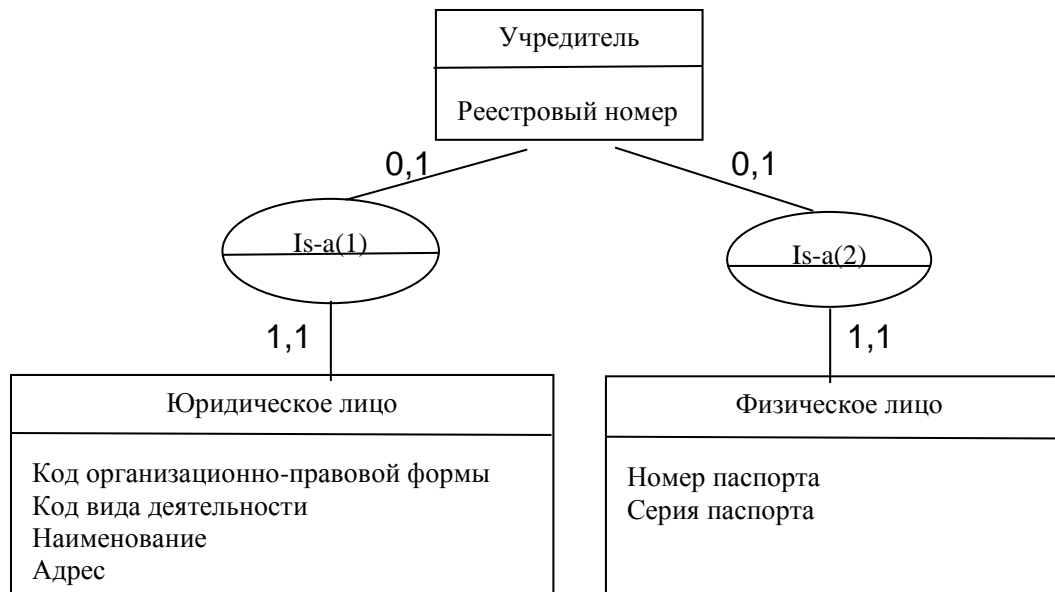 Учредитель
Реестровый номер
0,1
0,1
Is-a(1)
Is-a(2)
1,1
1,1
Юридическое лицо
Физическое лицо
Код организационно-правовой формы
Код вида деятельности
Наименование
Адрес
Номер паспорта
Серия паспорта